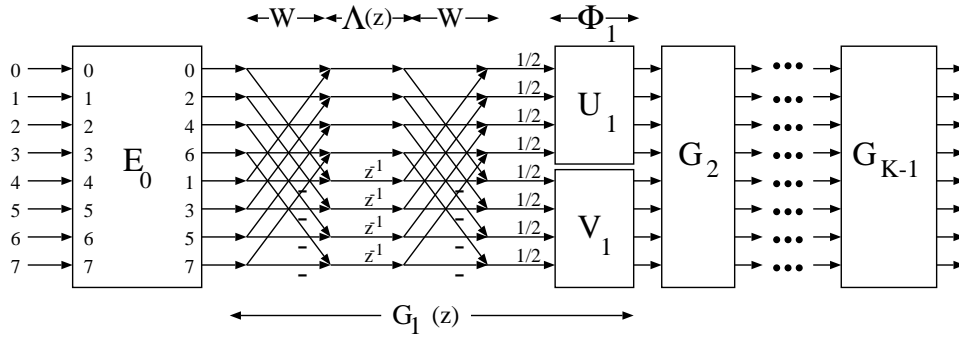 W Λ(z) W Φ1
0 0 0 1/2
1 1 2 1/2
2 2 4 1/2 U1
3 3 6 1/2
E0 G2 ••• GK-1
4 4 1 z-1 1/2
5 5 3 - z-1 - 1/2
6 6 5 - z-1 - 1/2 V1
7 7 7 - z-1 - 1/2
- -
G1 (z)